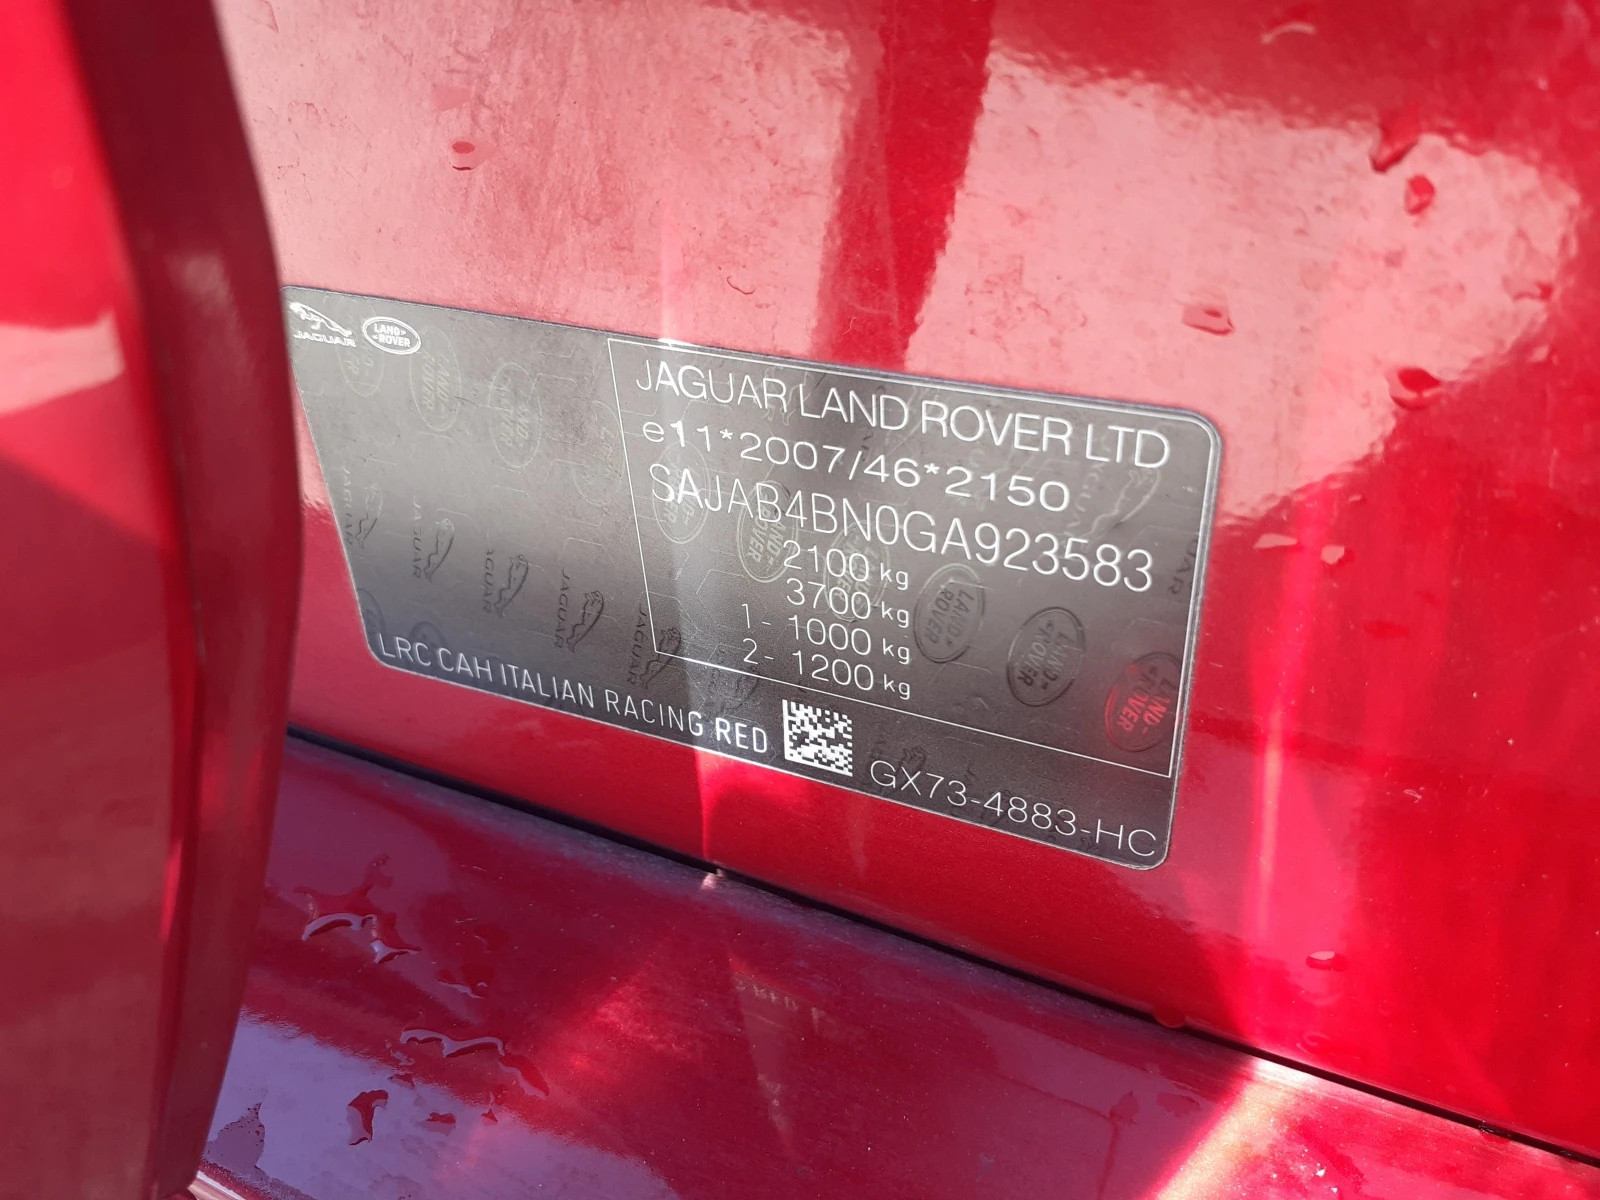 JAGUAR
LAND ROVER
JAGUAR LAND ROVER LTD
e11*2007/46*2150
SAJAB4BN0GA923583
2100 kg
3700 kg
1 - 1000 kg
2 - 1200 kg
LRC CAH ITALIAN RACING RED
GX73-4883-HC